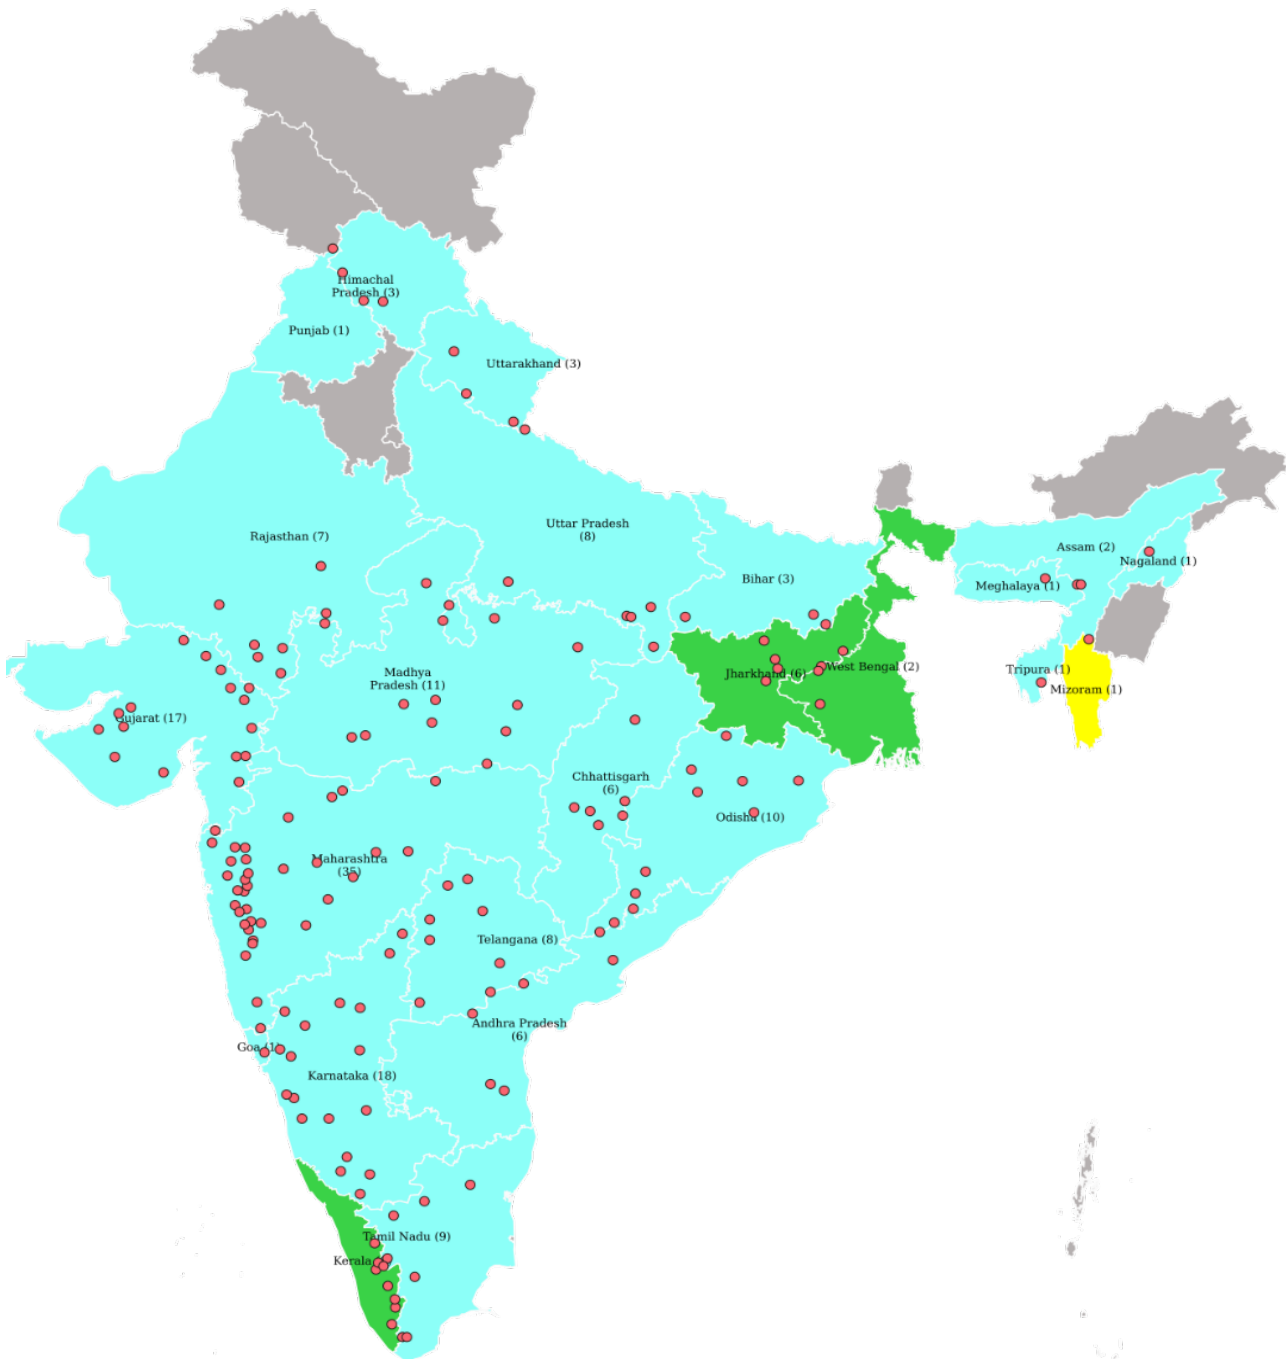 Himachal
Pradesh (3)
Punjab (1)
Uttarakhand (3)
Rajasthan (7)
Uttar Pradesh
(8)
Bihar (3)
Assam (2)
Nagaland (1)
Meghalaya (1)
Tripura (1)
Mizoram (1)
West Bengal (2)
Jharkhand (6)
Madhya
Pradesh (11)
Gujarat (17)
Chhattisgarh
(6)
Odisha (10)
Maharashtra
(35)
Telangana (8)
Andhra Pradesh
(6)
Goa (1)
Karnataka (18)
Tamil Nadu (9)
Kerala